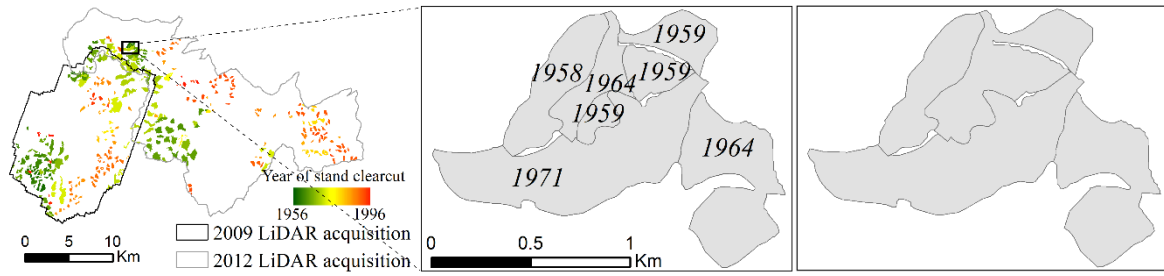 Year of stand clearcut
1956 1996
2009 LiDAR acquisition
2012 LiDAR acquisition
0 5 10
Km
1959
1958
1964
1959
1959
1964
1971
0 0.5 1
Km